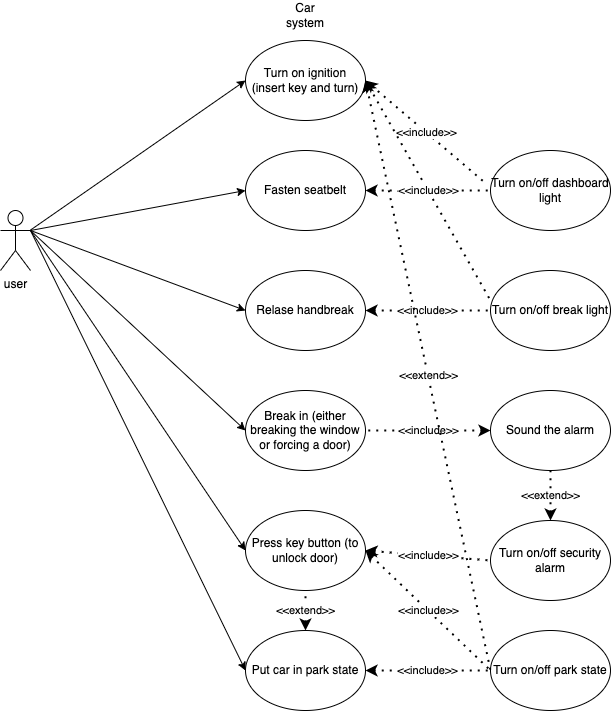 Car
system
Turn on ignition
(insert key and turn)
<<include>>
Fasten seatbelt
<<include>>
Turn on/off dashboard
light
user
Relase handbreak
<<include>>
Turn on/off break light
<<extend>>
Break in (either
breaking the window
or forcing a door)
<<include>>
Sound the alarm
<<extend>>
Press key button (to
unlock door)
<<include>>
Turn on/off security
alarm
<<extend>>
<<include>>
Put car in park state
<<include>>
Turn on/off park state